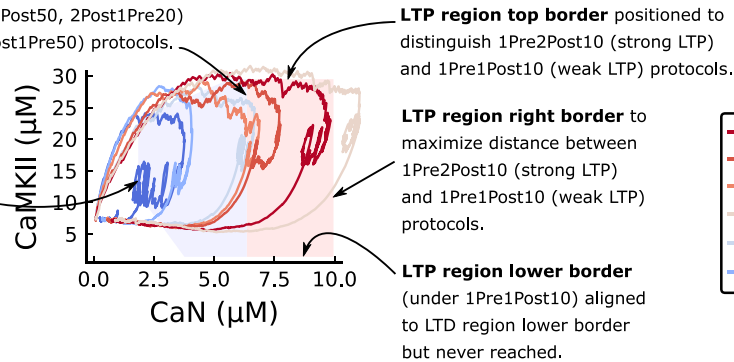 Post50, 2Post1Pre20)
st1Pre50) protocols.
LTP region top border positioned to
distinguish 1Pre2Post10 (strong LTP)
and 1Pre1Post10 (weak LTP) protocols.
LTP region right border to
maximize distance between
1Pre2Post10 (strong LTP)
and 1Pre1Post10 (weak LTP)
protocols.
LTP region lower border
(under 1Pre1Post10) aligned
to LTD region lower border
but never reached.
CaMKII (μM)
30
25
20
15
10
5
0.0 2.5 5.0 7.5 10.0
CaN (μM)